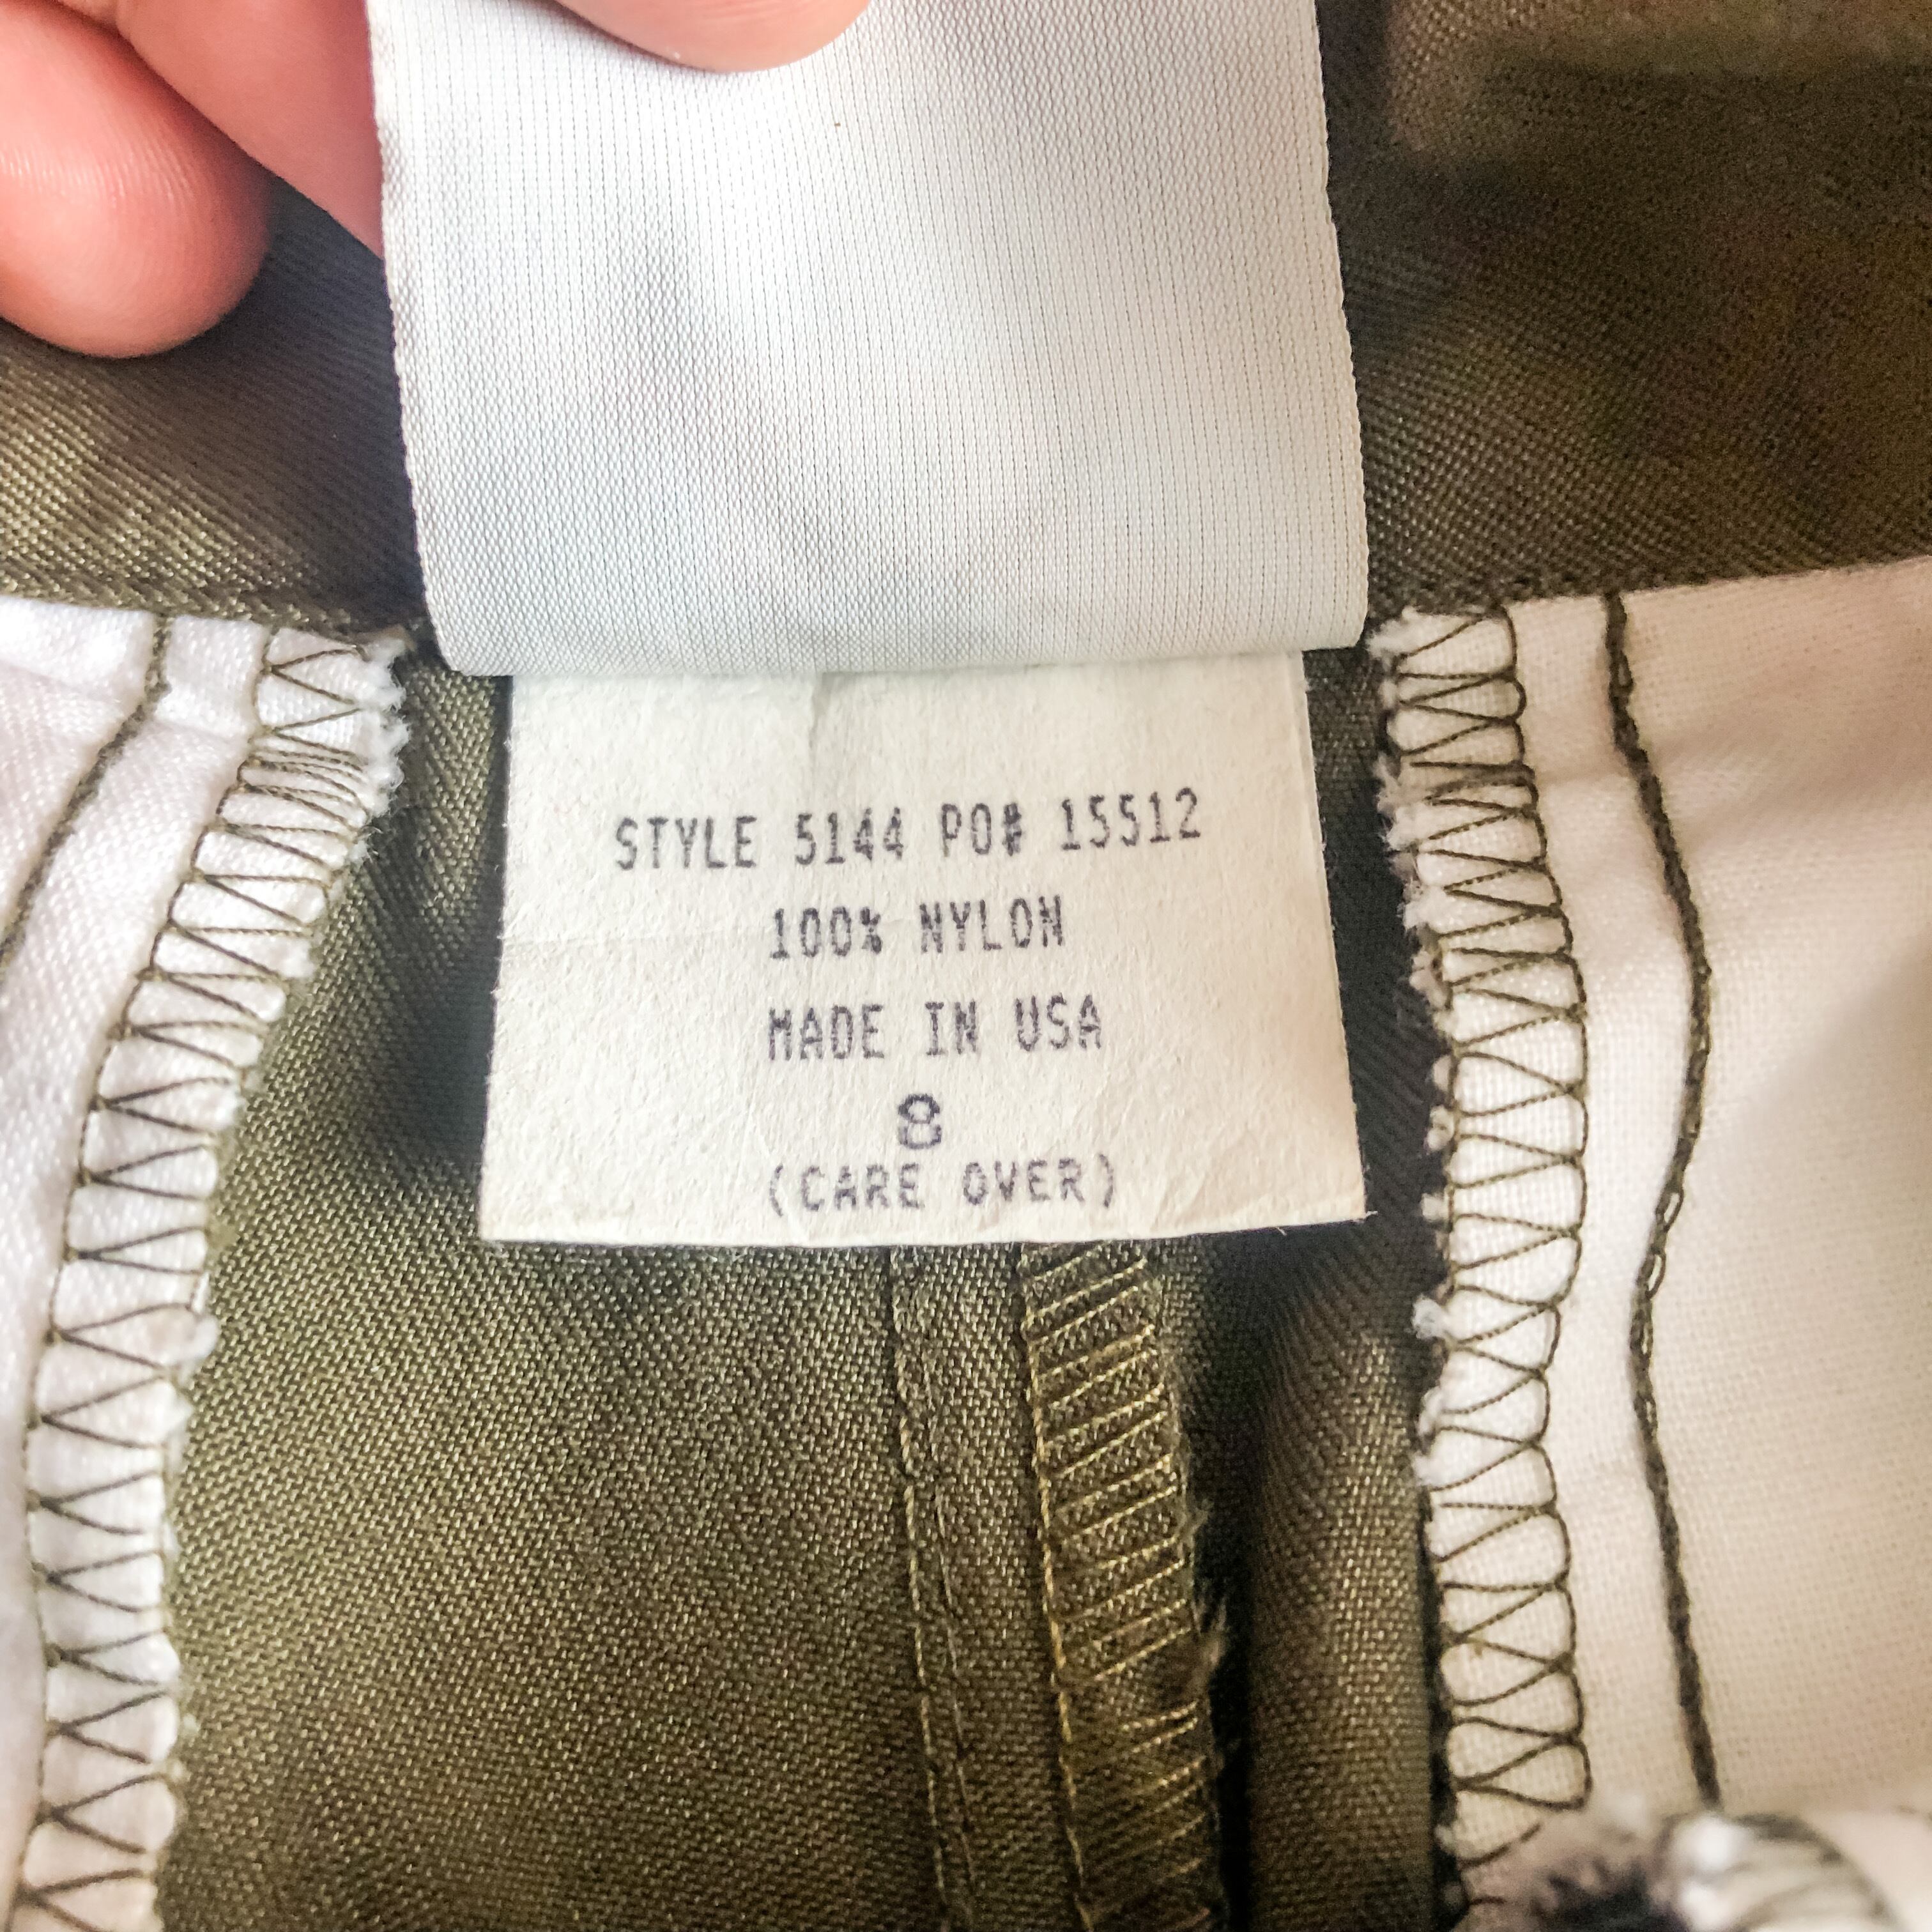 STYLE 5144 PO# 15512
100% NYLON
MADE IN USA
8
(CARE OVER)